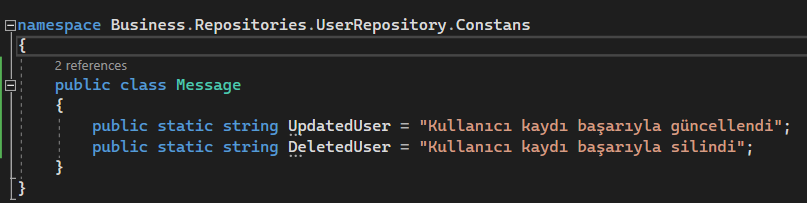 namespace Business.Repositories.UserRepository.Constans
{
2 references
public class Message
{
public static string UpdatedUser = "Kullanıcı kaydı başarıyla güncellendi";
public static string DeletedUser = "Kullanıcı kaydı başarıyla silindi";
}
}